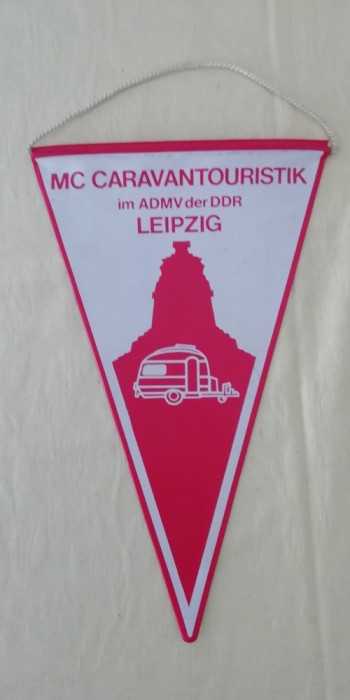 MC CARAVANTOURISTIK
im ADMV der DDR
LEIPZIG